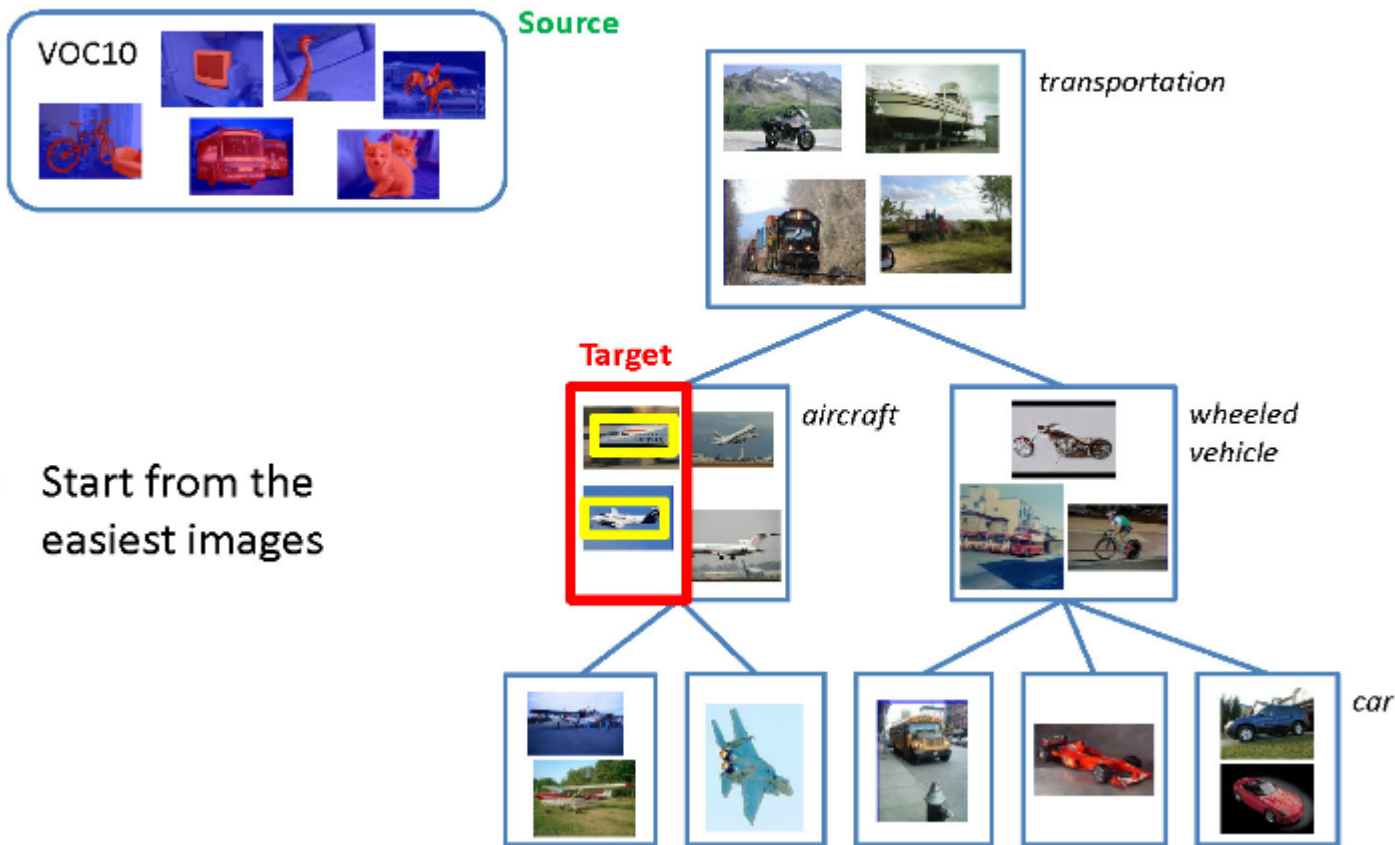 Source
VOC10
transportation
Target
aircraft
wheeled
vehicle
Start from the
easiest images
car